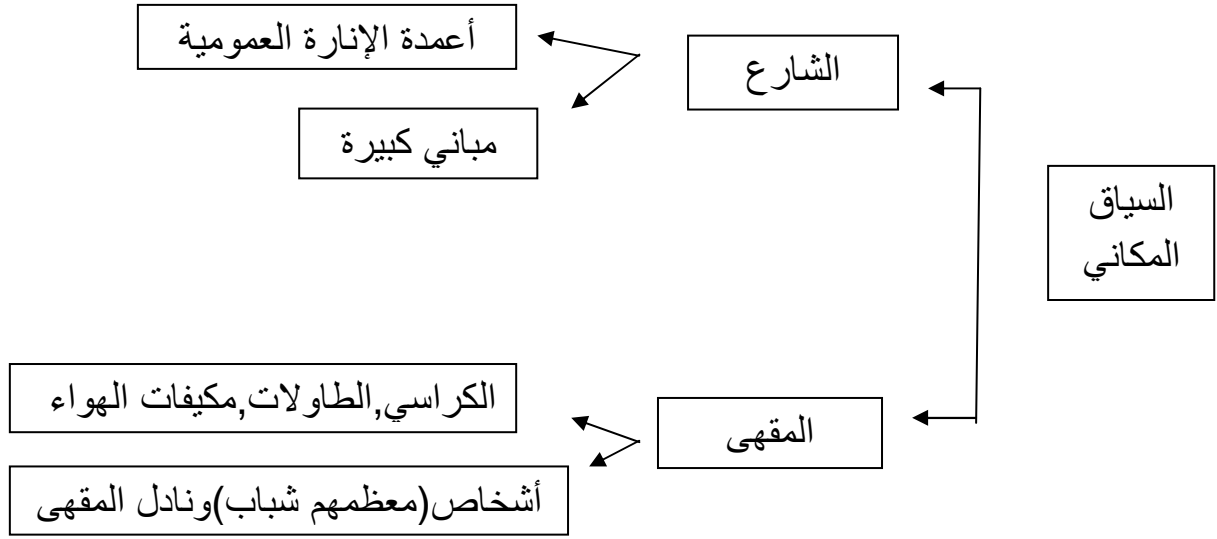 السياق
المكاني
الشارع
أعمدة الإنارة العمومية
مباني كبيرة
المقهى
الكراسي,الطاولات,مكيفات الهواء
أشخاص(معظمهم شباب)ونادل المقهى